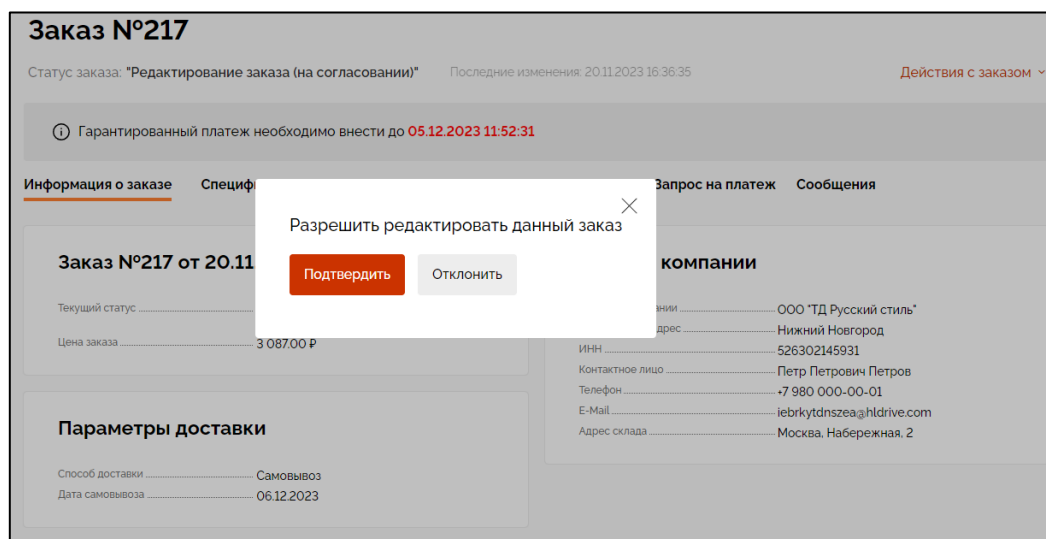 Заказ №217
Статус заказа: "Редактирование заказа (на согласовании)" Последние изменения: 20.11.2023 16:36:35 Действия с заказом
Гарантированный платеж необходимо внести до 05.12.2023 11:52:31
Информация о заказе Запрос на платеж Сообщения
Разрешить редактировать данный заказ
Подтвердить Отклонить
Заказ №217 от 20.11
Текущий статус
Цена заказа 3 087.00 ₽
Параметры доставки
Способ доставки Самовывоз
Дата самовывоза 06.12.2023
компании
ООО "ТД Русский стиль"
Нижний Новгород
ИНН 526302145931
Контактное лицо Петр Петрович Петров
Телефон +7 980 000-00-01
E-Mail iebrkytdnszea@hldrive.com
Адрес склада Москва, Набережная, 2